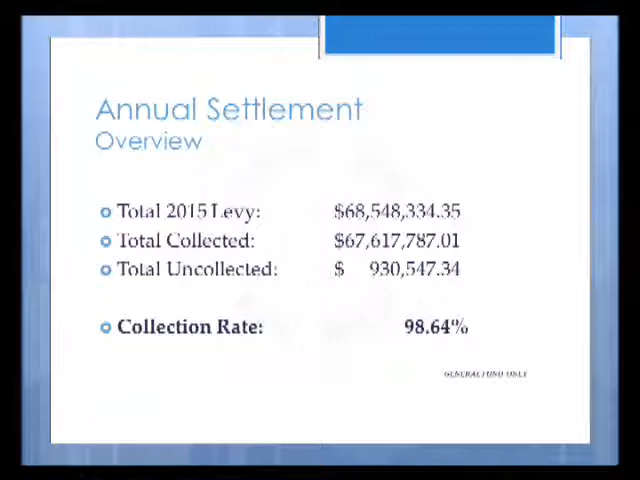 Annual Settlement
Overview
Total 2015 Levy: $68,548,334.35
Total Collected: $67,617,787.01
Total Uncollected: $ 930,547.34
Collection Rate: 98.64%
GENERAL FUND ONLY